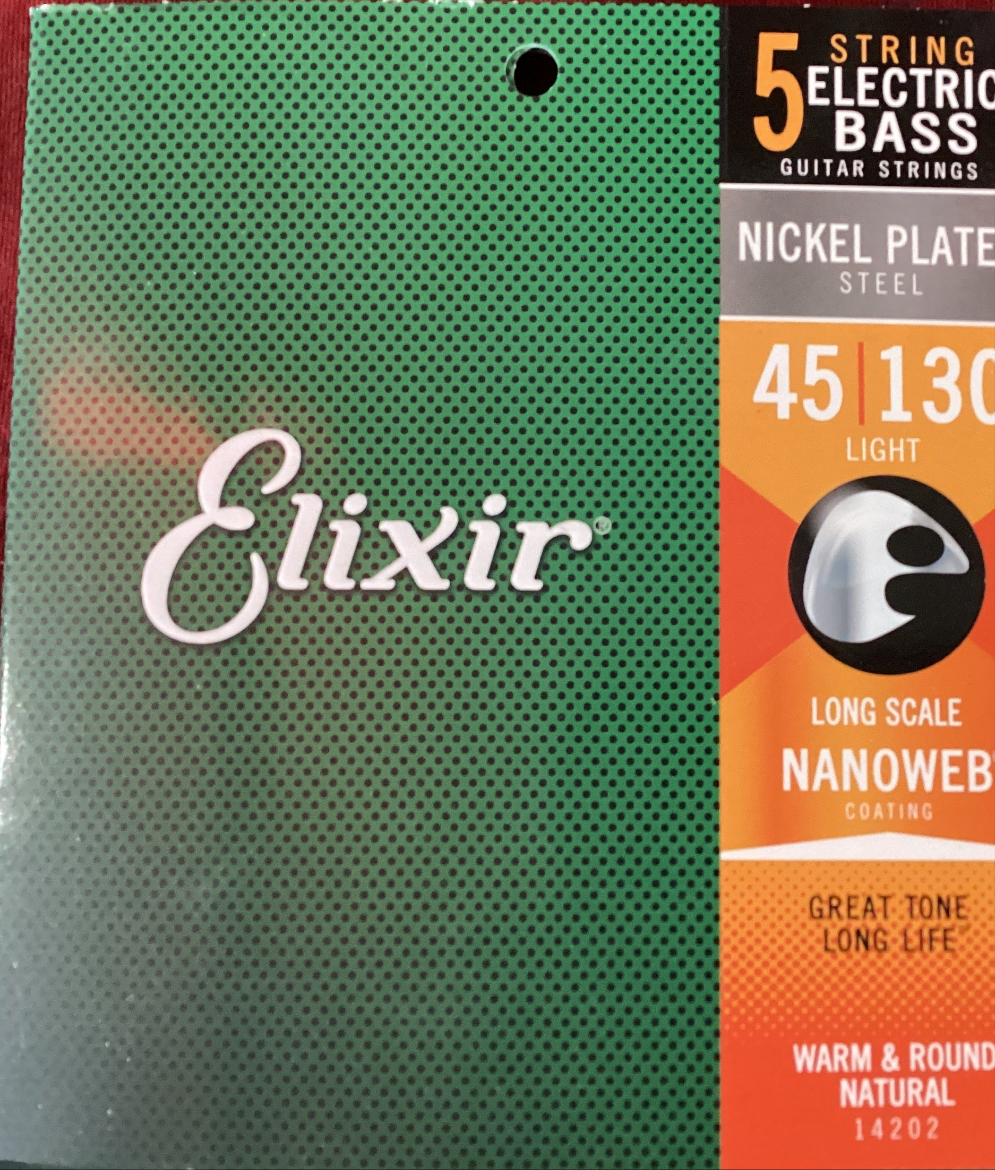 Elixir®
5 STRING
ELECTRIC
BASS
GUITAR STRINGS
NICKEL PLATE
STEEL
45|130
LIGHT
LONG SCALE
NANOWEB
COATING
GREAT TONE
LONG LIFE
WARM & ROUND
NATURAL
14202